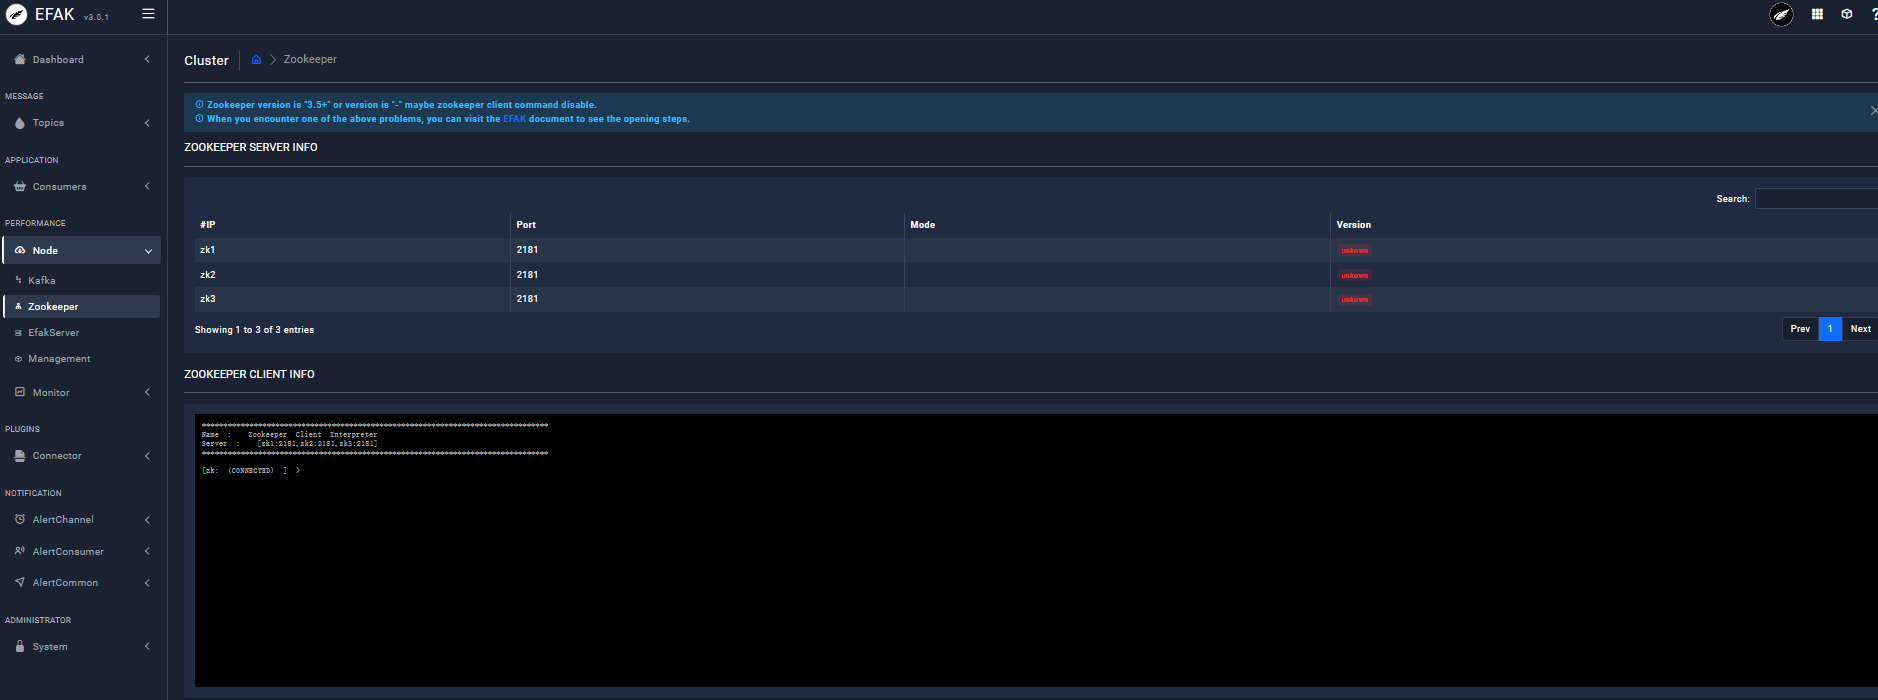 EFAK v3.0.1
Dashboard
MESSAGE
Topics
APPLICATION
Consumers
PERFORMANCE
Node
Kafka
Zookeeper
EfakServer
Management
Monitor
PLUGINS
Connector
NOTIFICATION
AlertChannel
AlertConsumer
AlertCommon
ADMINISTRATOR
System
?
Cluster Zookeeper
Zookeeper version is "3.5+" or version is "-" maybe zookeeper client command disable.
When you encounter one of the above problems, you can visit the EFAK document to see the opening steps.
ZOOKEEPER SERVER INFO
Search:
#IP Port Mode Version
zk1 2181 unkown
zk2 2181 unkown
zk3 2181 unkown
Showing 1 to 3 of 3 entries
Prev 1 Next
ZOOKEEPER CLIENT INFO
Name : Zookeeper Client Interpreter
Server : [zk1:2181,zk2:2181,zk3:2181]
[zk: (CONNECTED) ] >